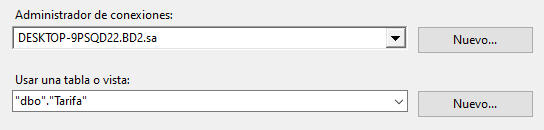 Administrador de conexiones:
DESKTOP-9PSQD22.BD2.sa
Nuevo...
Usar una tabla o vista:
"dbo"."Tarifa"
Nuevo...